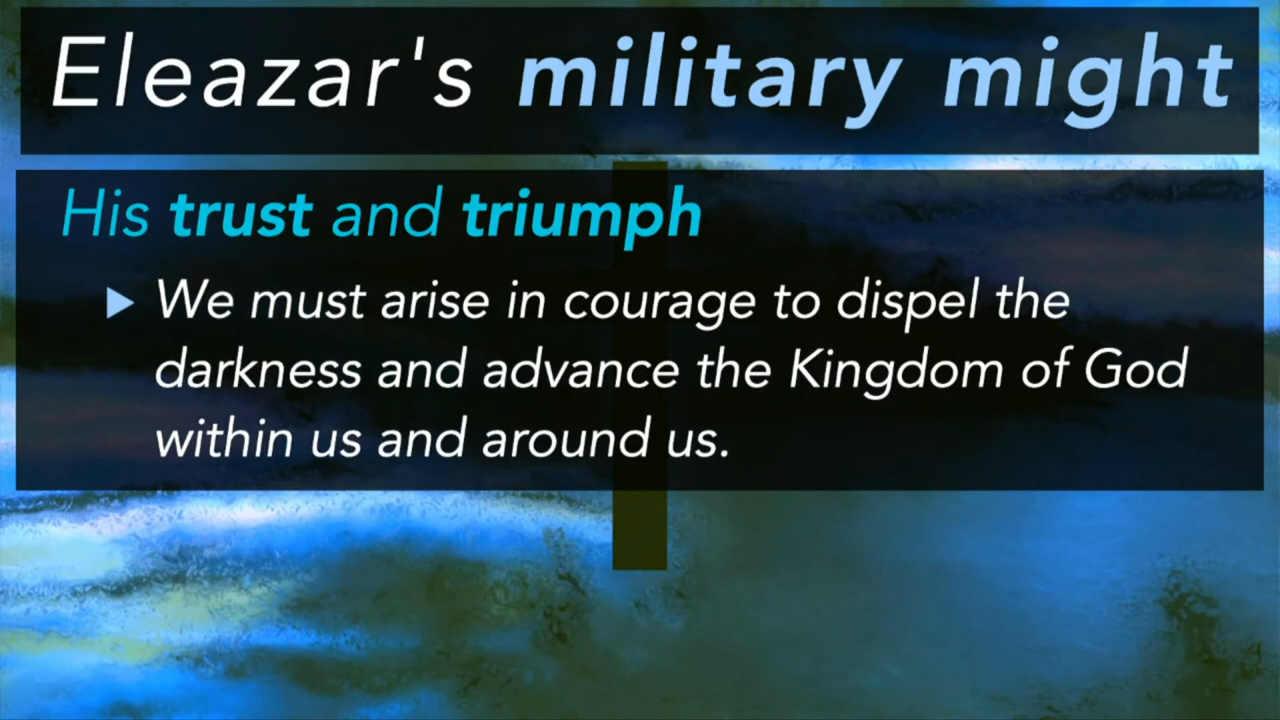 Eleazar's military might
His trust and triumph
We must arise in courage to dispel the
darkness and advance the Kingdom of God
within us and around us.